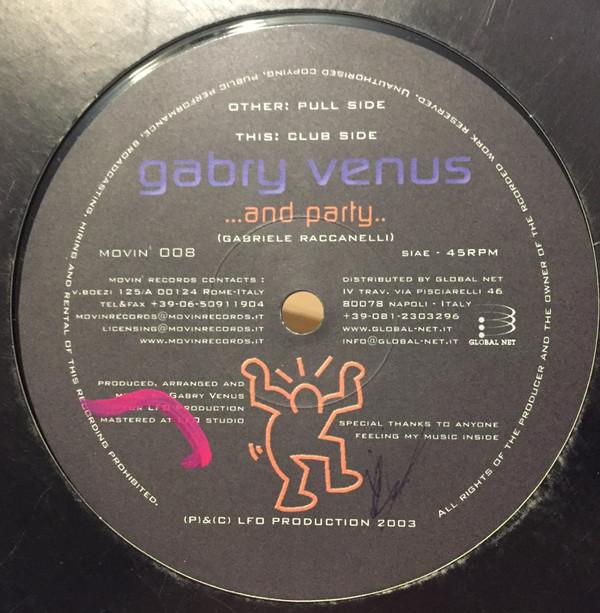 OTHER: PULL SIDE
THIS: CLUB SIDE
gabry venus
...and party..
(GABRIELE RACCANELLI)
MOVIN' 008
SIAE - 45RPM
MOVIN' RECORDS CONTACTS :
V.BOEZI 125/A 00124 ROME-ITALY
TEL&FAX +39-06-50911904
MOVINRECORDS@MOVINRECORDS.IT
LICENSING@MOVINRECORDS.IT
WWW.MOVINRECORDS.IT
DISTRIBUTED BY GLOBAL NET
IV TRAV. VIA PISCIARELLI 46
80078 NAPOLI - ITALY
+39-081-2303296
WWW.GLOBAL-NET.IT
INFO@GLOBAL-NET.IT
GLOBAL NET
PRODUCED, ARRANGED AND
GABRY VENUS
LFO PRODUCTION
MASTERED AT LFO STUDIO
SPECIAL THANKS TO ANYONE
FEELING MY MUSIC INSIDE
(P)&(C) LFO PRODUCTION 2003
ALL RIGHTS OF THE PRODUCER AND THE OWNER OF THE RCORDED WORK RESERVED. UNAUTHORISED COPYING, PUBLIC PERFORMANCE, BROADCASTING, HIRING AND RENTAL OF THIS RECORDING PROHIBITED.